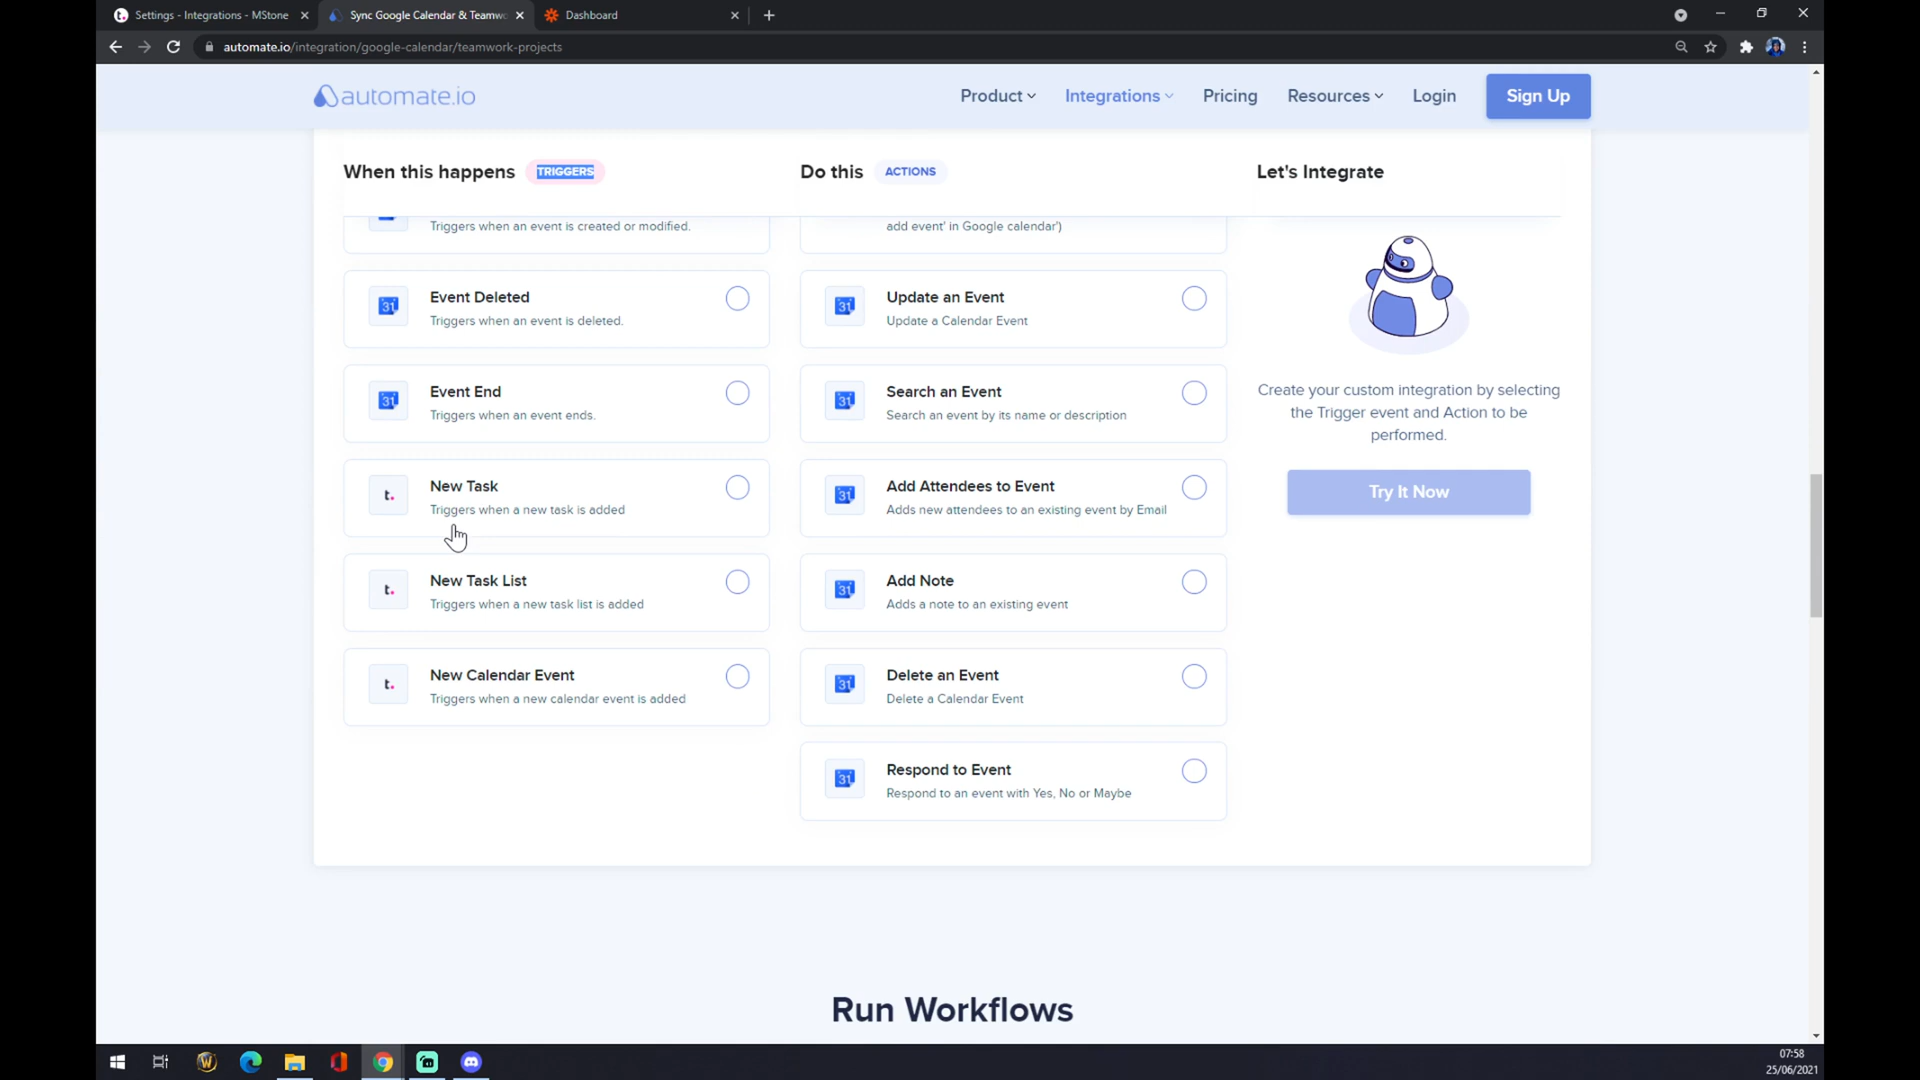 Settings - Integrations - MStone
Sync Google Calendar & Teamwo
Dashboard
automate.io/integration/google-calendar/teamwork-projects
automate.io
Product
Integrations
Pricing
Resources
Login
Sign Up
When this happens TRIGGERS
Do this ACTIONS
Let's Integrate
Triggers when an event is created or modified.
add event' in Google calendar')
Event Deleted
Triggers when an event is deleted.
Update an Event
Update a Calendar Event
Event End
Triggers when an event ends.
Search an Event
Search an event by its name or description
Create your custom integration by selecting
the Trigger event and Action to be
performed.
New Task
Triggers when a new task is added
Add Attendees to Event
Adds new attendees to an existing event by Email
Try It Now
New Task List
Triggers when a new task list is added
Add Note
Adds a note to an existing event
New Calendar Event
Triggers when a new calendar event is added
Delete an Event
Delete a Calendar Event
Respond to Event
Respond to an event with Yes, No or Maybe
Run Workflows
07:58
25/06/2021